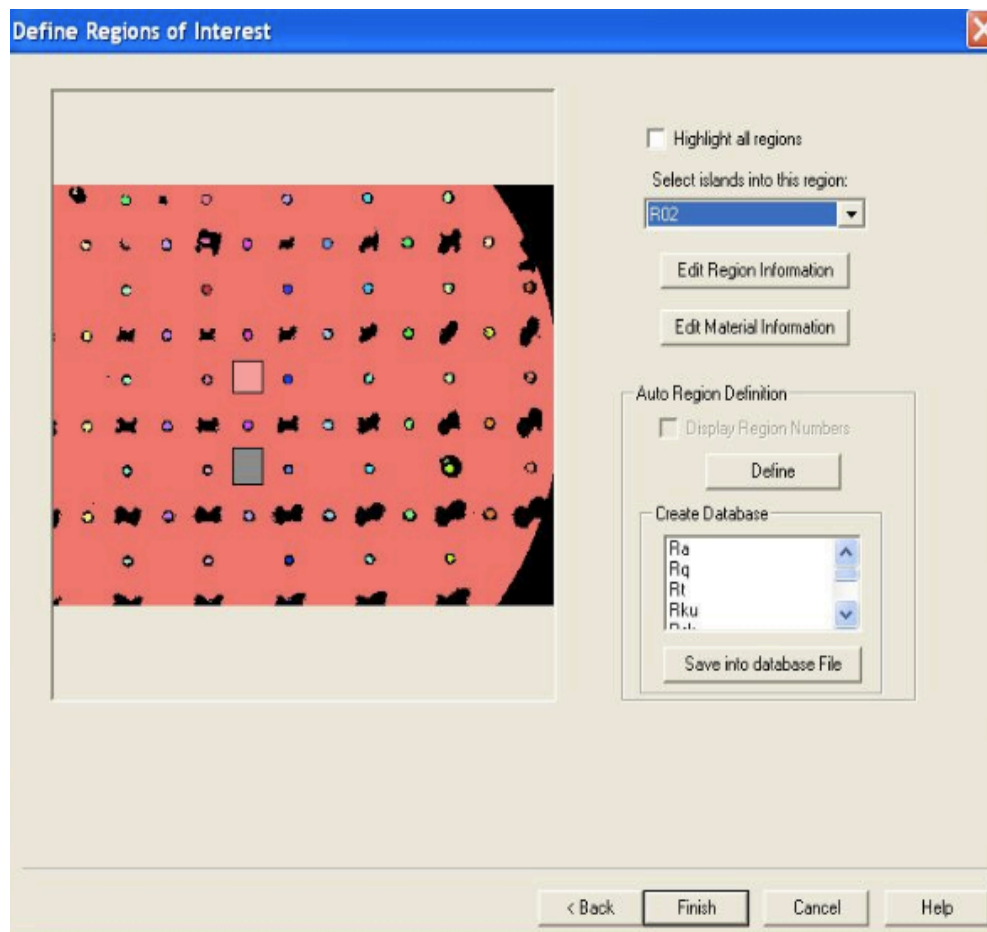 Define Regions of Interest
Highlight all regions
Select islands into this region:
R02
Edit Region Information
Edit Material Information
Auto Region Definition
Display Region Numbers
Define
Create Database
Ra
Rq
Rt
Rku
Save into database File
< Back
Finish
Cancel
Help